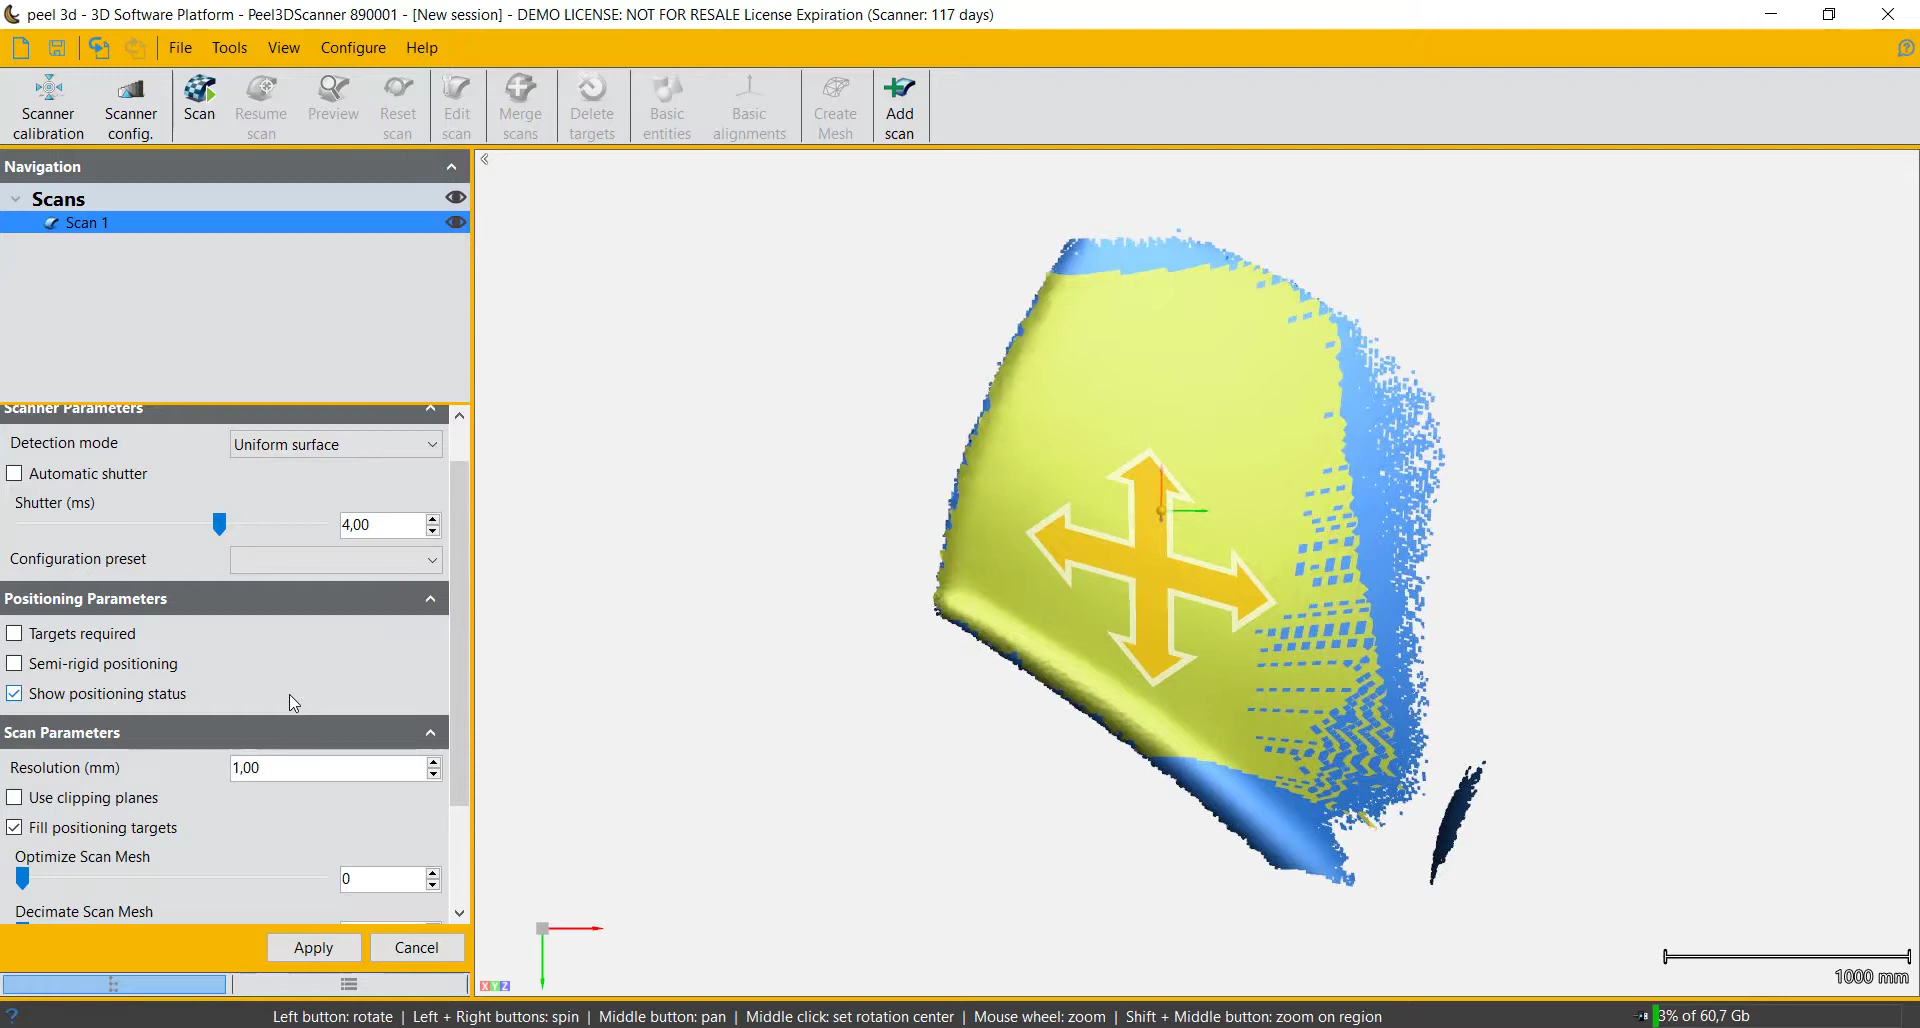 peel 3d - 3D Software Platform - Peel3DScanner 890001 - [New session] - DEMO LICENSE: NOT FOR RESALE License Expiration (Scanner: 117 days)
File Tools View Configure Help
Scanner calibration
Scanner config.
Scan
Resume scan
Preview
Reset scan
Edit scan
Merge scans
Delete targets
Basic entities
Basic alignments
Create Mesh
Add scan
Navigation
Scans
Scan 1
Scanner Parameters
Detection mode Uniform surface
Automatic shutter
Shutter (ms)
4,00
Configuration preset
Positioning Parameters
Targets required
Semi-rigid positioning
Show positioning status
Scan Parameters
Resolution (mm) 1,00
Use clipping planes
Fill positioning targets
Optimize Scan Mesh
0
Decimate Scan Mesh
Apply Cancel
X Y Z
1000 mm
Left button: rotate | Left + Right buttons: spin | Middle button: pan | Middle click: set rotation center | Mouse wheel: zoom | Shift + Middle button: zoom on region
3% of 60,7 Gb